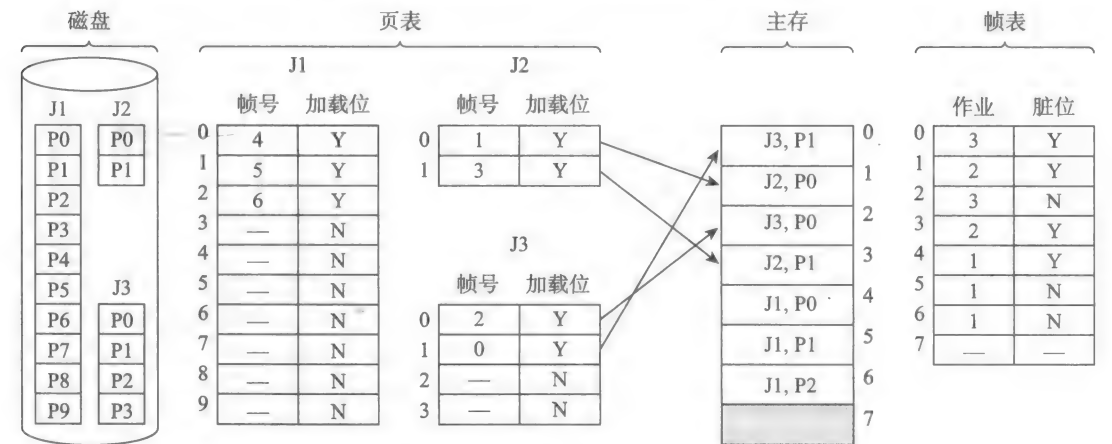 磁盘 页表 主存 帧表
J1 J2
J1 J2 帧号 加载位 帧号 加载位 作业 脏位
P0 P0 0 4 Y 0 1 Y J3, P1 0 0 3 Y
P1 P1 1 5 Y 1 3 Y J2, P0 1 1 2 Y
P2 2 6 Y J3, P0 2 2 3 N
P3 3 — N J3 J2, P1 3 3 2 Y
P4 4 — N J1, P0 4 4 1 Y
P5 J3 5 — N 帧号 加载位 J1, P1 5 5 1 N
P6 P0 6 — N 0 2 Y J1, P2 6 6 1 N
P7 P1 7 — N 1 0 Y 7 7 — —
P8 P2 8 — N 2 — N
P9 P3 9 — N 3 — N